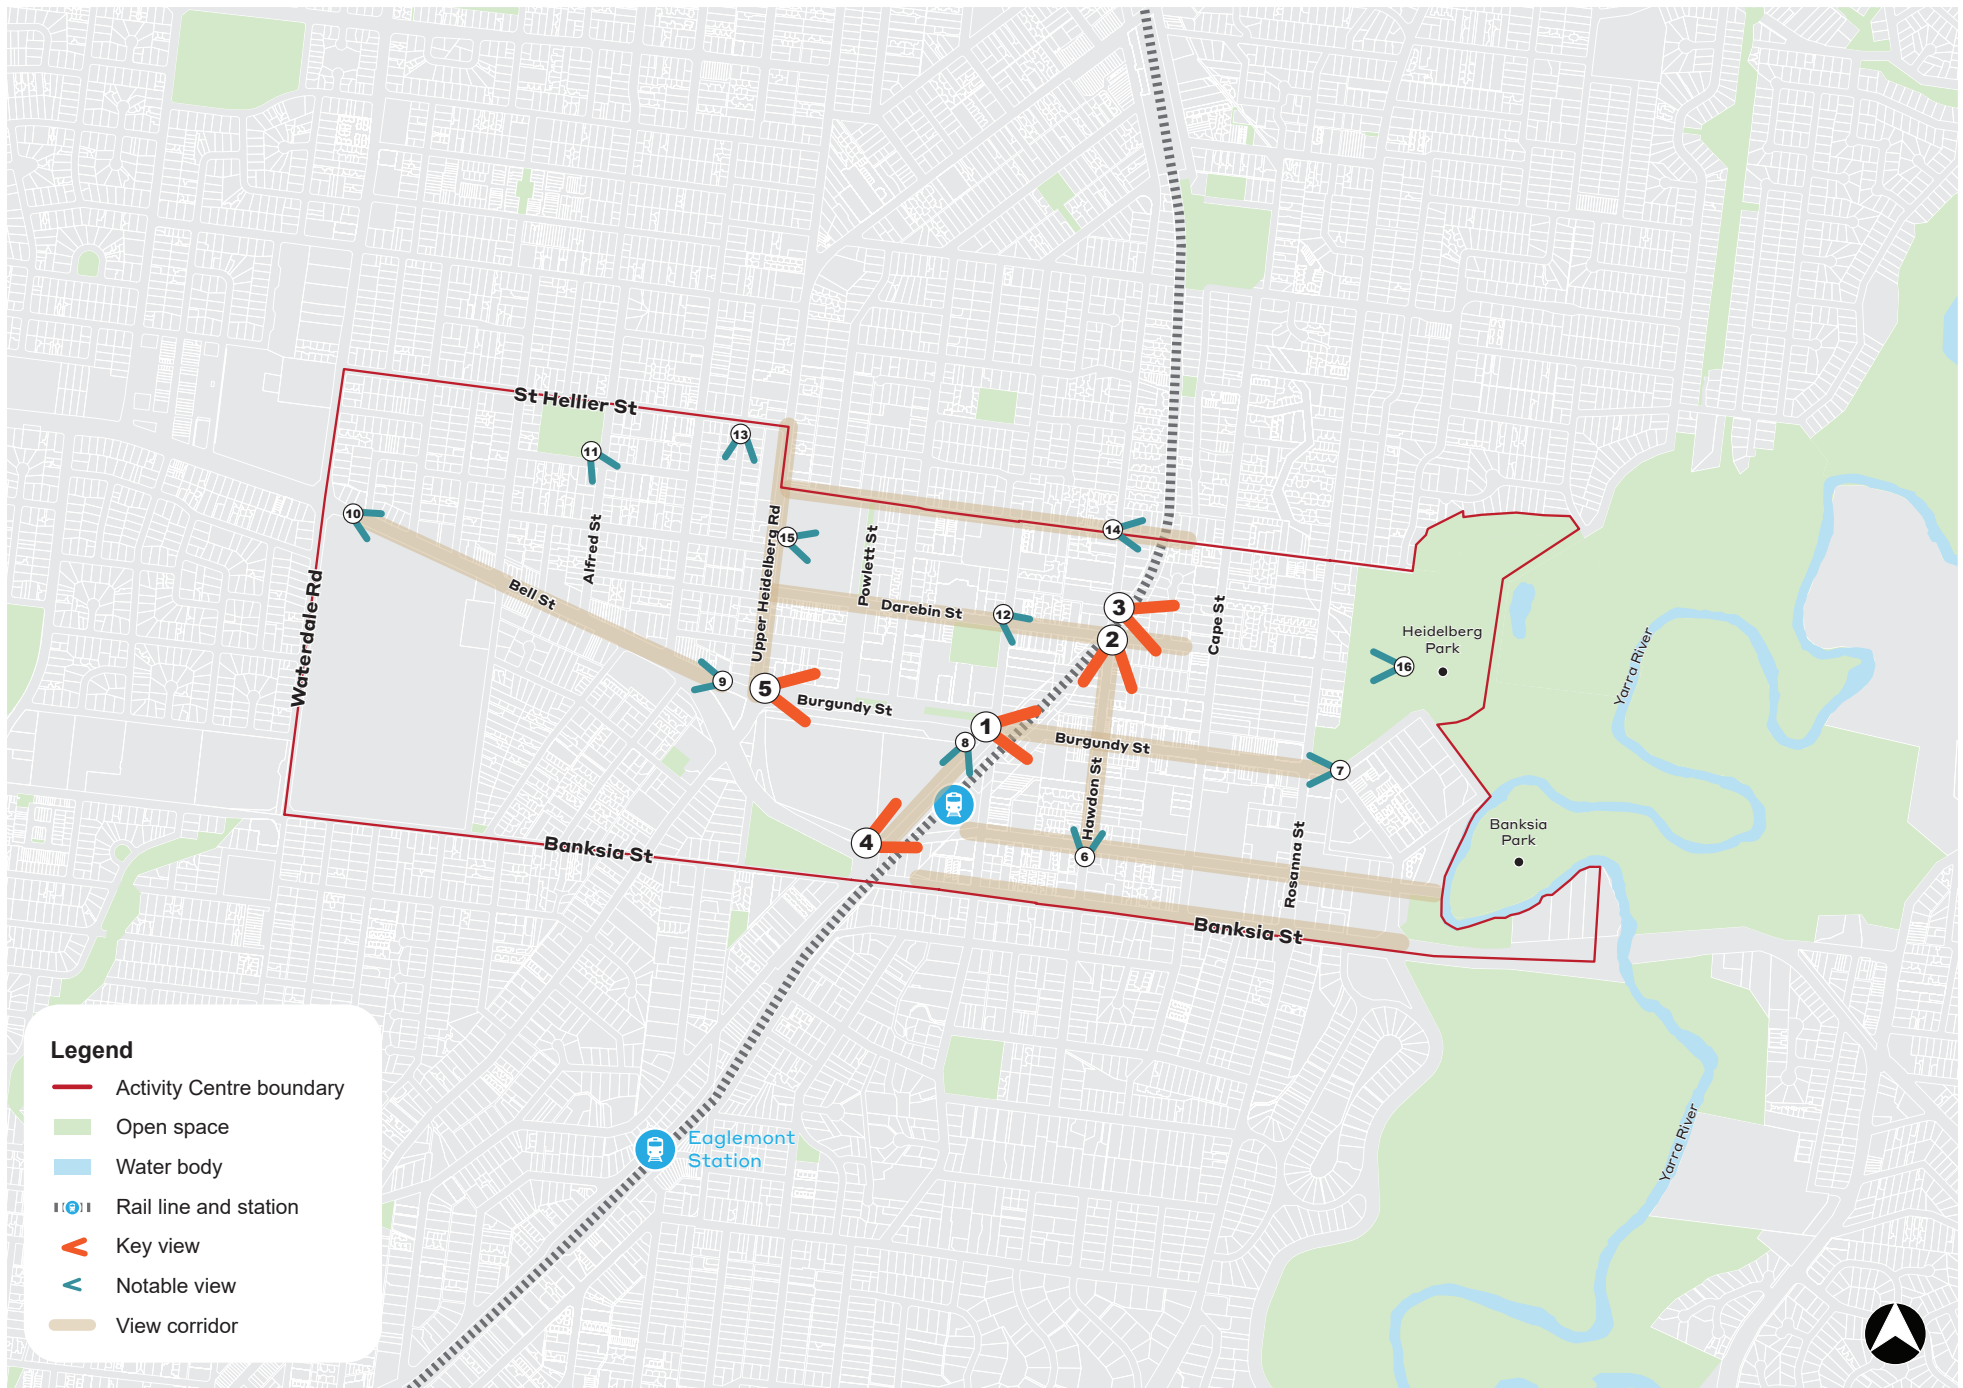 St Hellier St
13
11
10
Alfred St
Upper Heidelberg Rd
15
Powlett St
14
Waterdale Rd
Bell St
Darebin St
12
3
2
Cape St
Heidelberg
Park
16
Yarra River
9
5
Burgundy St
1
8
Burgundy St
7
Hawdon St
4
6
Banksia St
Rosanna St
Banksia
Park
Banksia St
Eaglemont
Station
Yarra River
Legend
Activity Centre boundary
Open space
Water body
Rail line and station
Key view
Notable view
View corridor